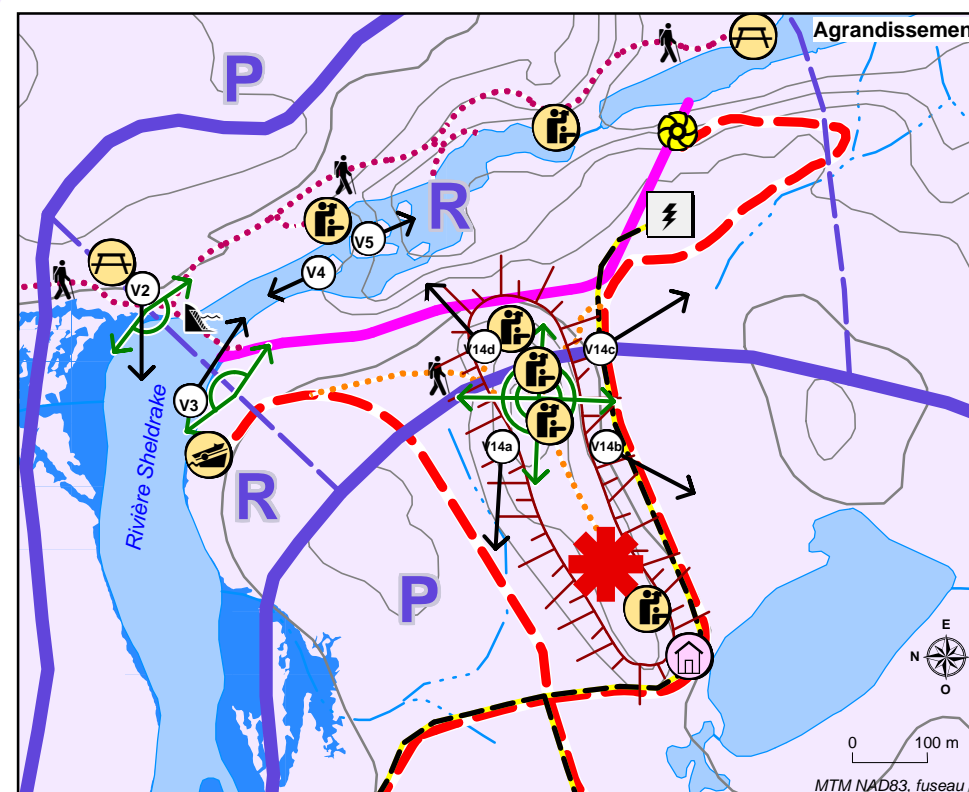 Agrandissemen
P
R
V5
V4
V2
V3
V14d
V14c
V14a
V14b
Rivière Sheldrake
R
P
E
N
O
0 100 m
MTM NAD83, fuseau